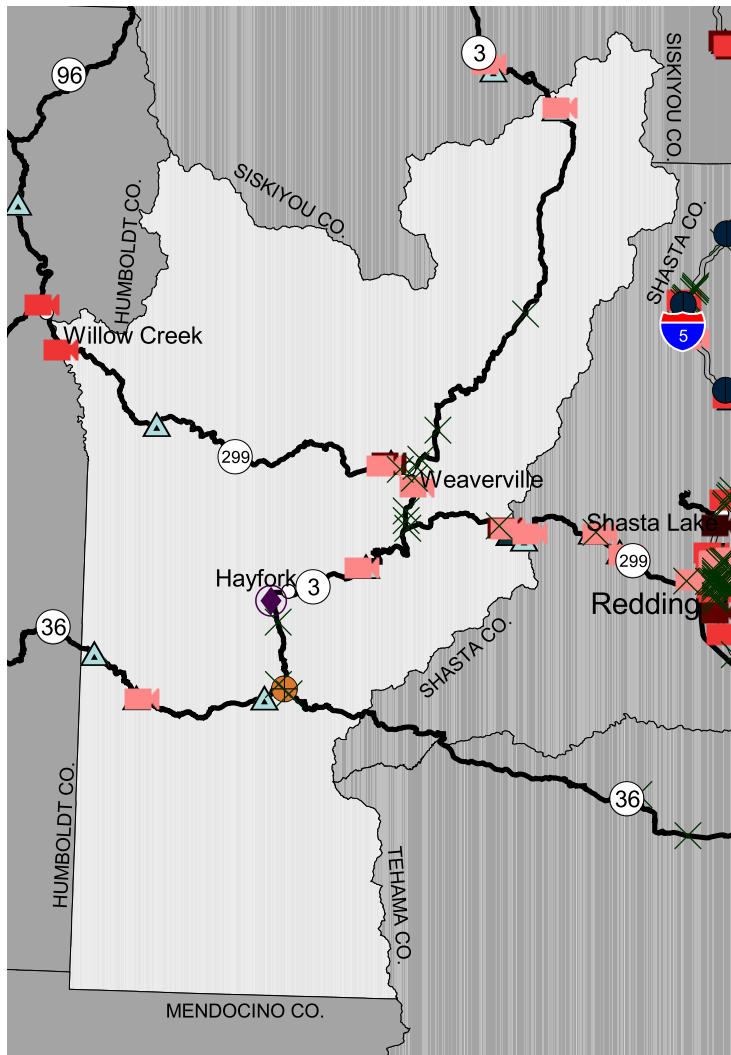 3
96
SISKIYOU CO.
SISKIYOU CO.
HUMBOLDT CO.
SHASTA CO.
Willow Creek
5
299
Weaverville
Shasta Lake
299
Hayfork
3
Redding
36
SHASTA CO.
36
HUMBOLDT CO.
TEHAMA CO.
MENDOCINO CO.